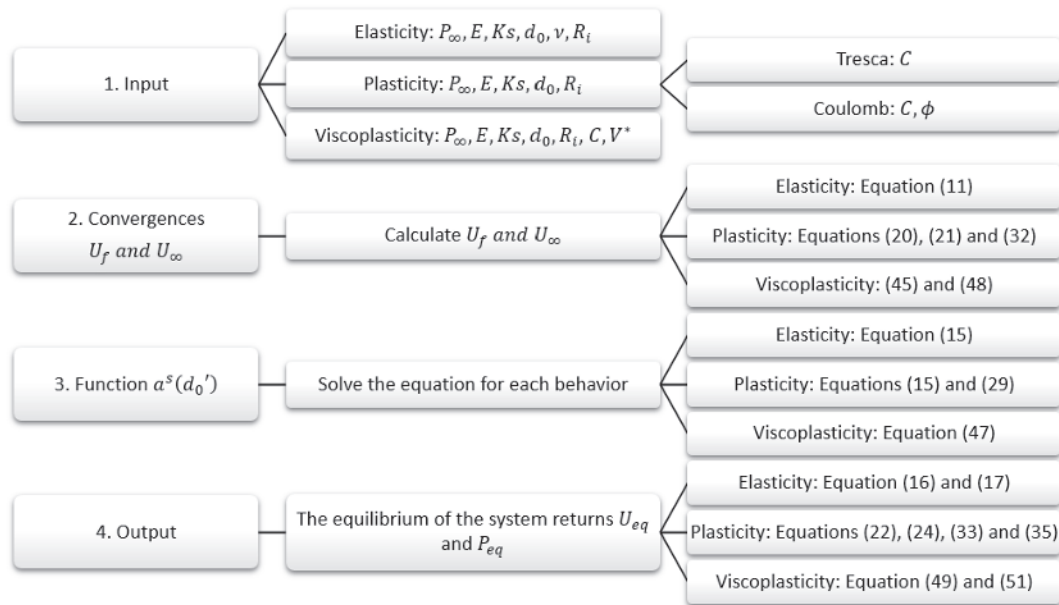 1. Input
Elasticity: P∞, E, Ks, d₀, ν, Rᵢ
Plasticity: P∞, E, Ks, d₀, Rᵢ
Viscoplasticity: P∞, E, Ks, d₀, Rᵢ, C, V*
Tresca: C
Coulomb: C, ϕ
2. Convergences
U_f and U∞
Calculate U_f and U∞
Elasticity: Equation (11)
Plasticity: Equations (20), (21) and (32)
Viscoplasticity: (45) and (48)
3. Function aˢ(d₀′)
Solve the equation for each behavior
Elasticity: Equation (15)
Plasticity: Equations (15) and (29)
Viscoplasticity: Equation (47)
4. Output
The equilibrium of the system returns U_eq
and P_eq
Elasticity: Equation (16) and (17)
Plasticity: Equations (22), (24), (33) and (35)
Viscoplasticity: Equation (49) and (51)